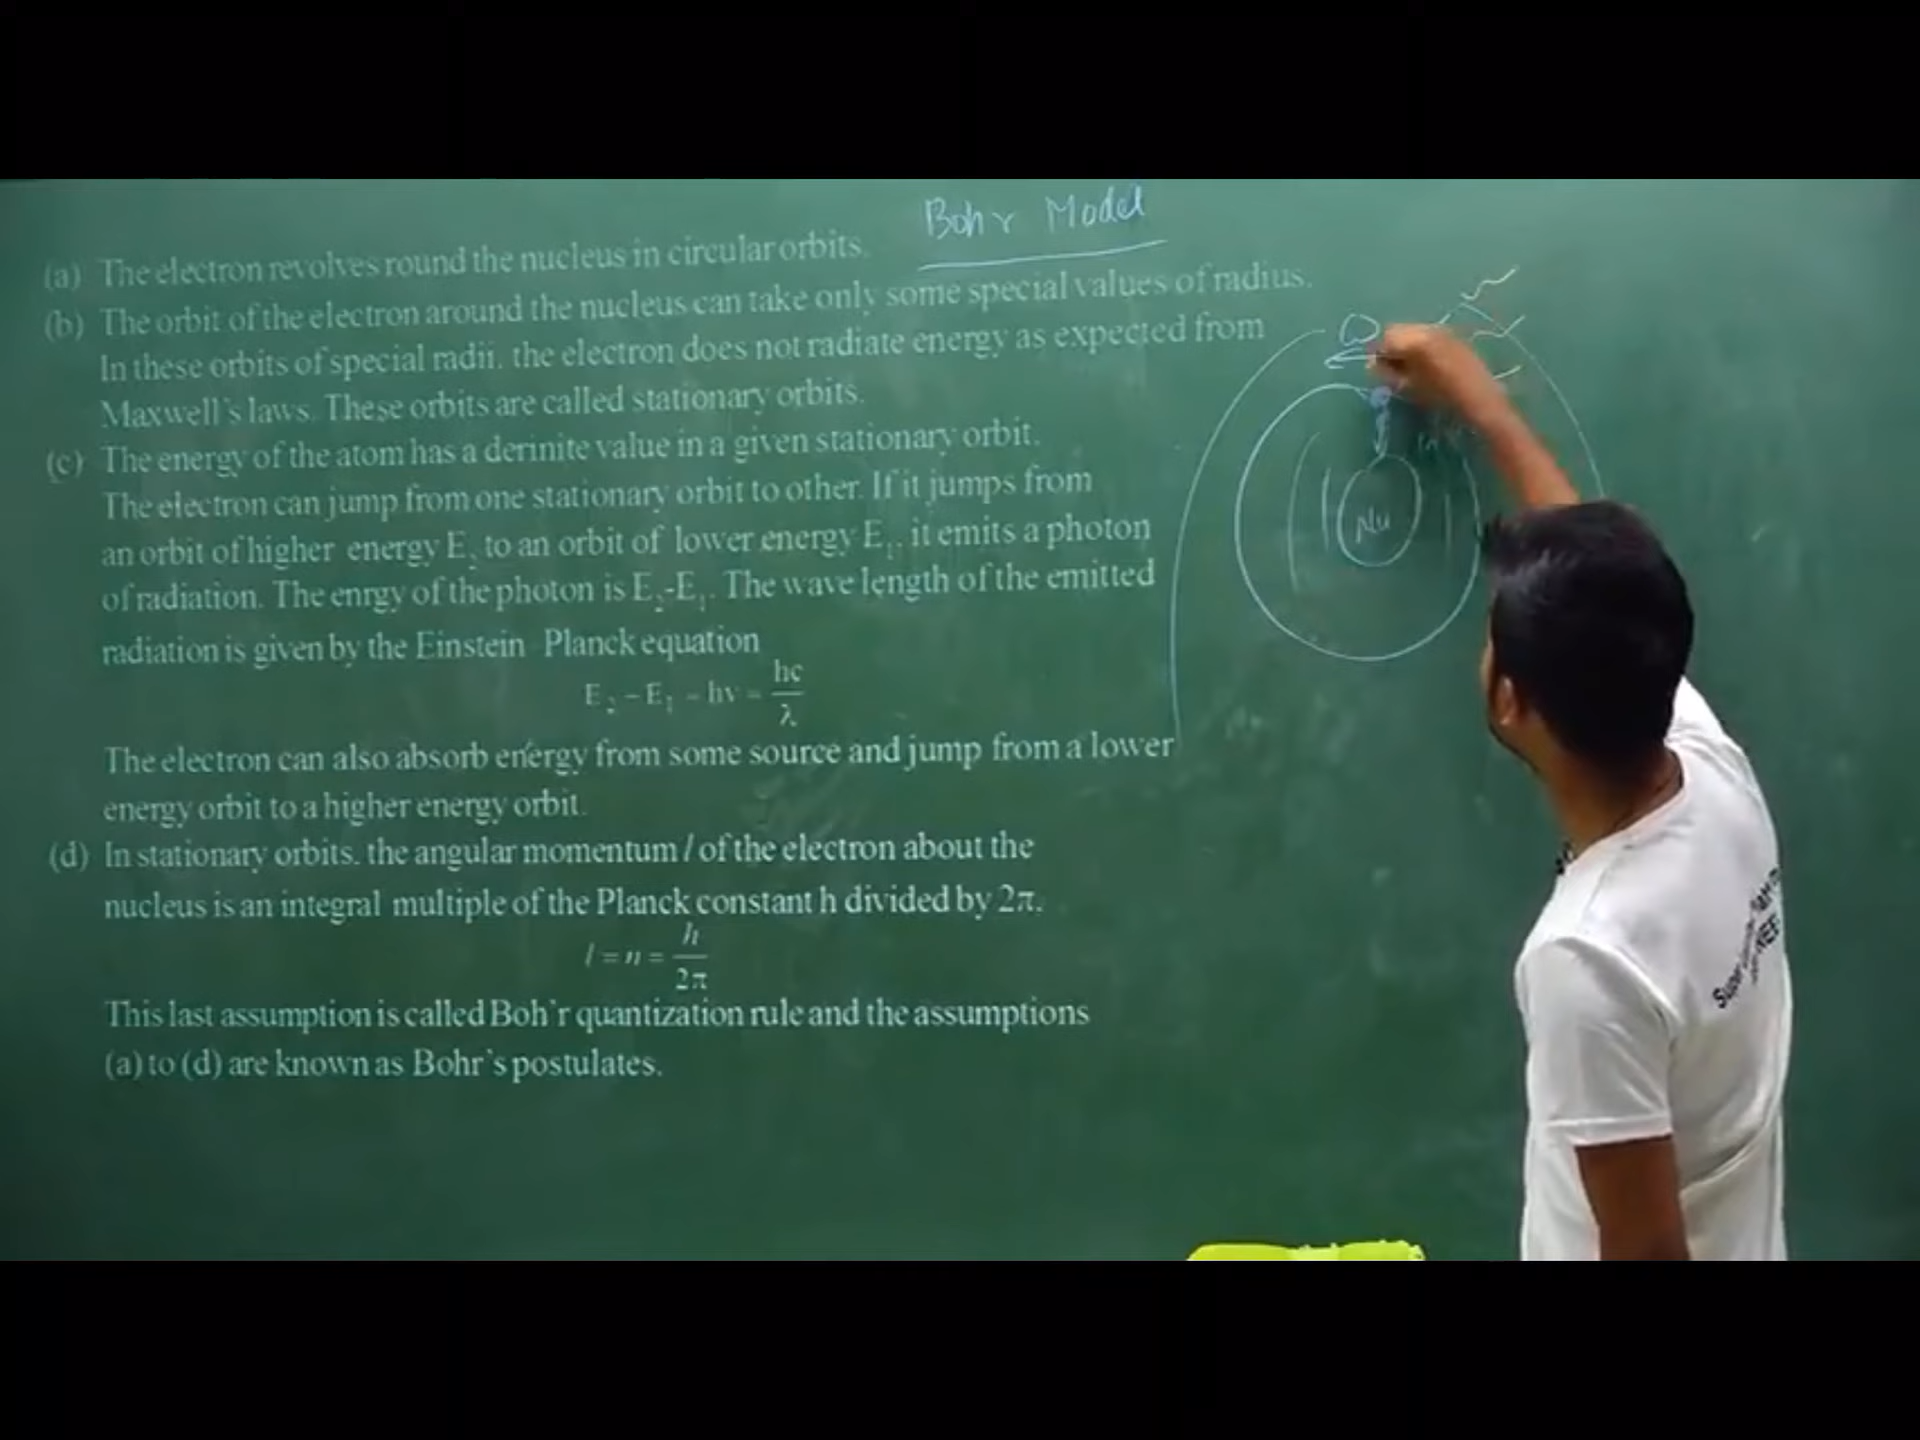 Bohr Model
(a) The electron revolves round the nucleus in circular orbits.
(b) The orbit of the electron around the nucleus can take only some special values of radius.
In these orbits of special radii. the electron does not radiate energy as expected from
Maxwell's laws. These orbits are called stationary orbits.
(c) The energy of the atom has a derinite value in a given stationary orbit.
The electron can jump from one stationary orbit to other. If it jumps from
an orbit of higher energy E₂ to an orbit of lower energy E₁. it emits a photon
of radiation. The enrgy of the photon is E₂-E₁. The wave length of the emitted
radiation is given by the Einstein Planck equation
E₂ – E₁ – hv = hc/λ
The electron can also absorb energy from some source and jump from a lower
energy orbit to a higher energy orbit.
(d) In stationary orbits. the angular momentum l of the electron about the
nucleus is an integral multiple of the Planck constant h divided by 2π.
l = n = h/2π
This last assumption is called Boh'r quantization rule and the assumptions
(a) to (d) are known as Bohr's postulates.
Nu